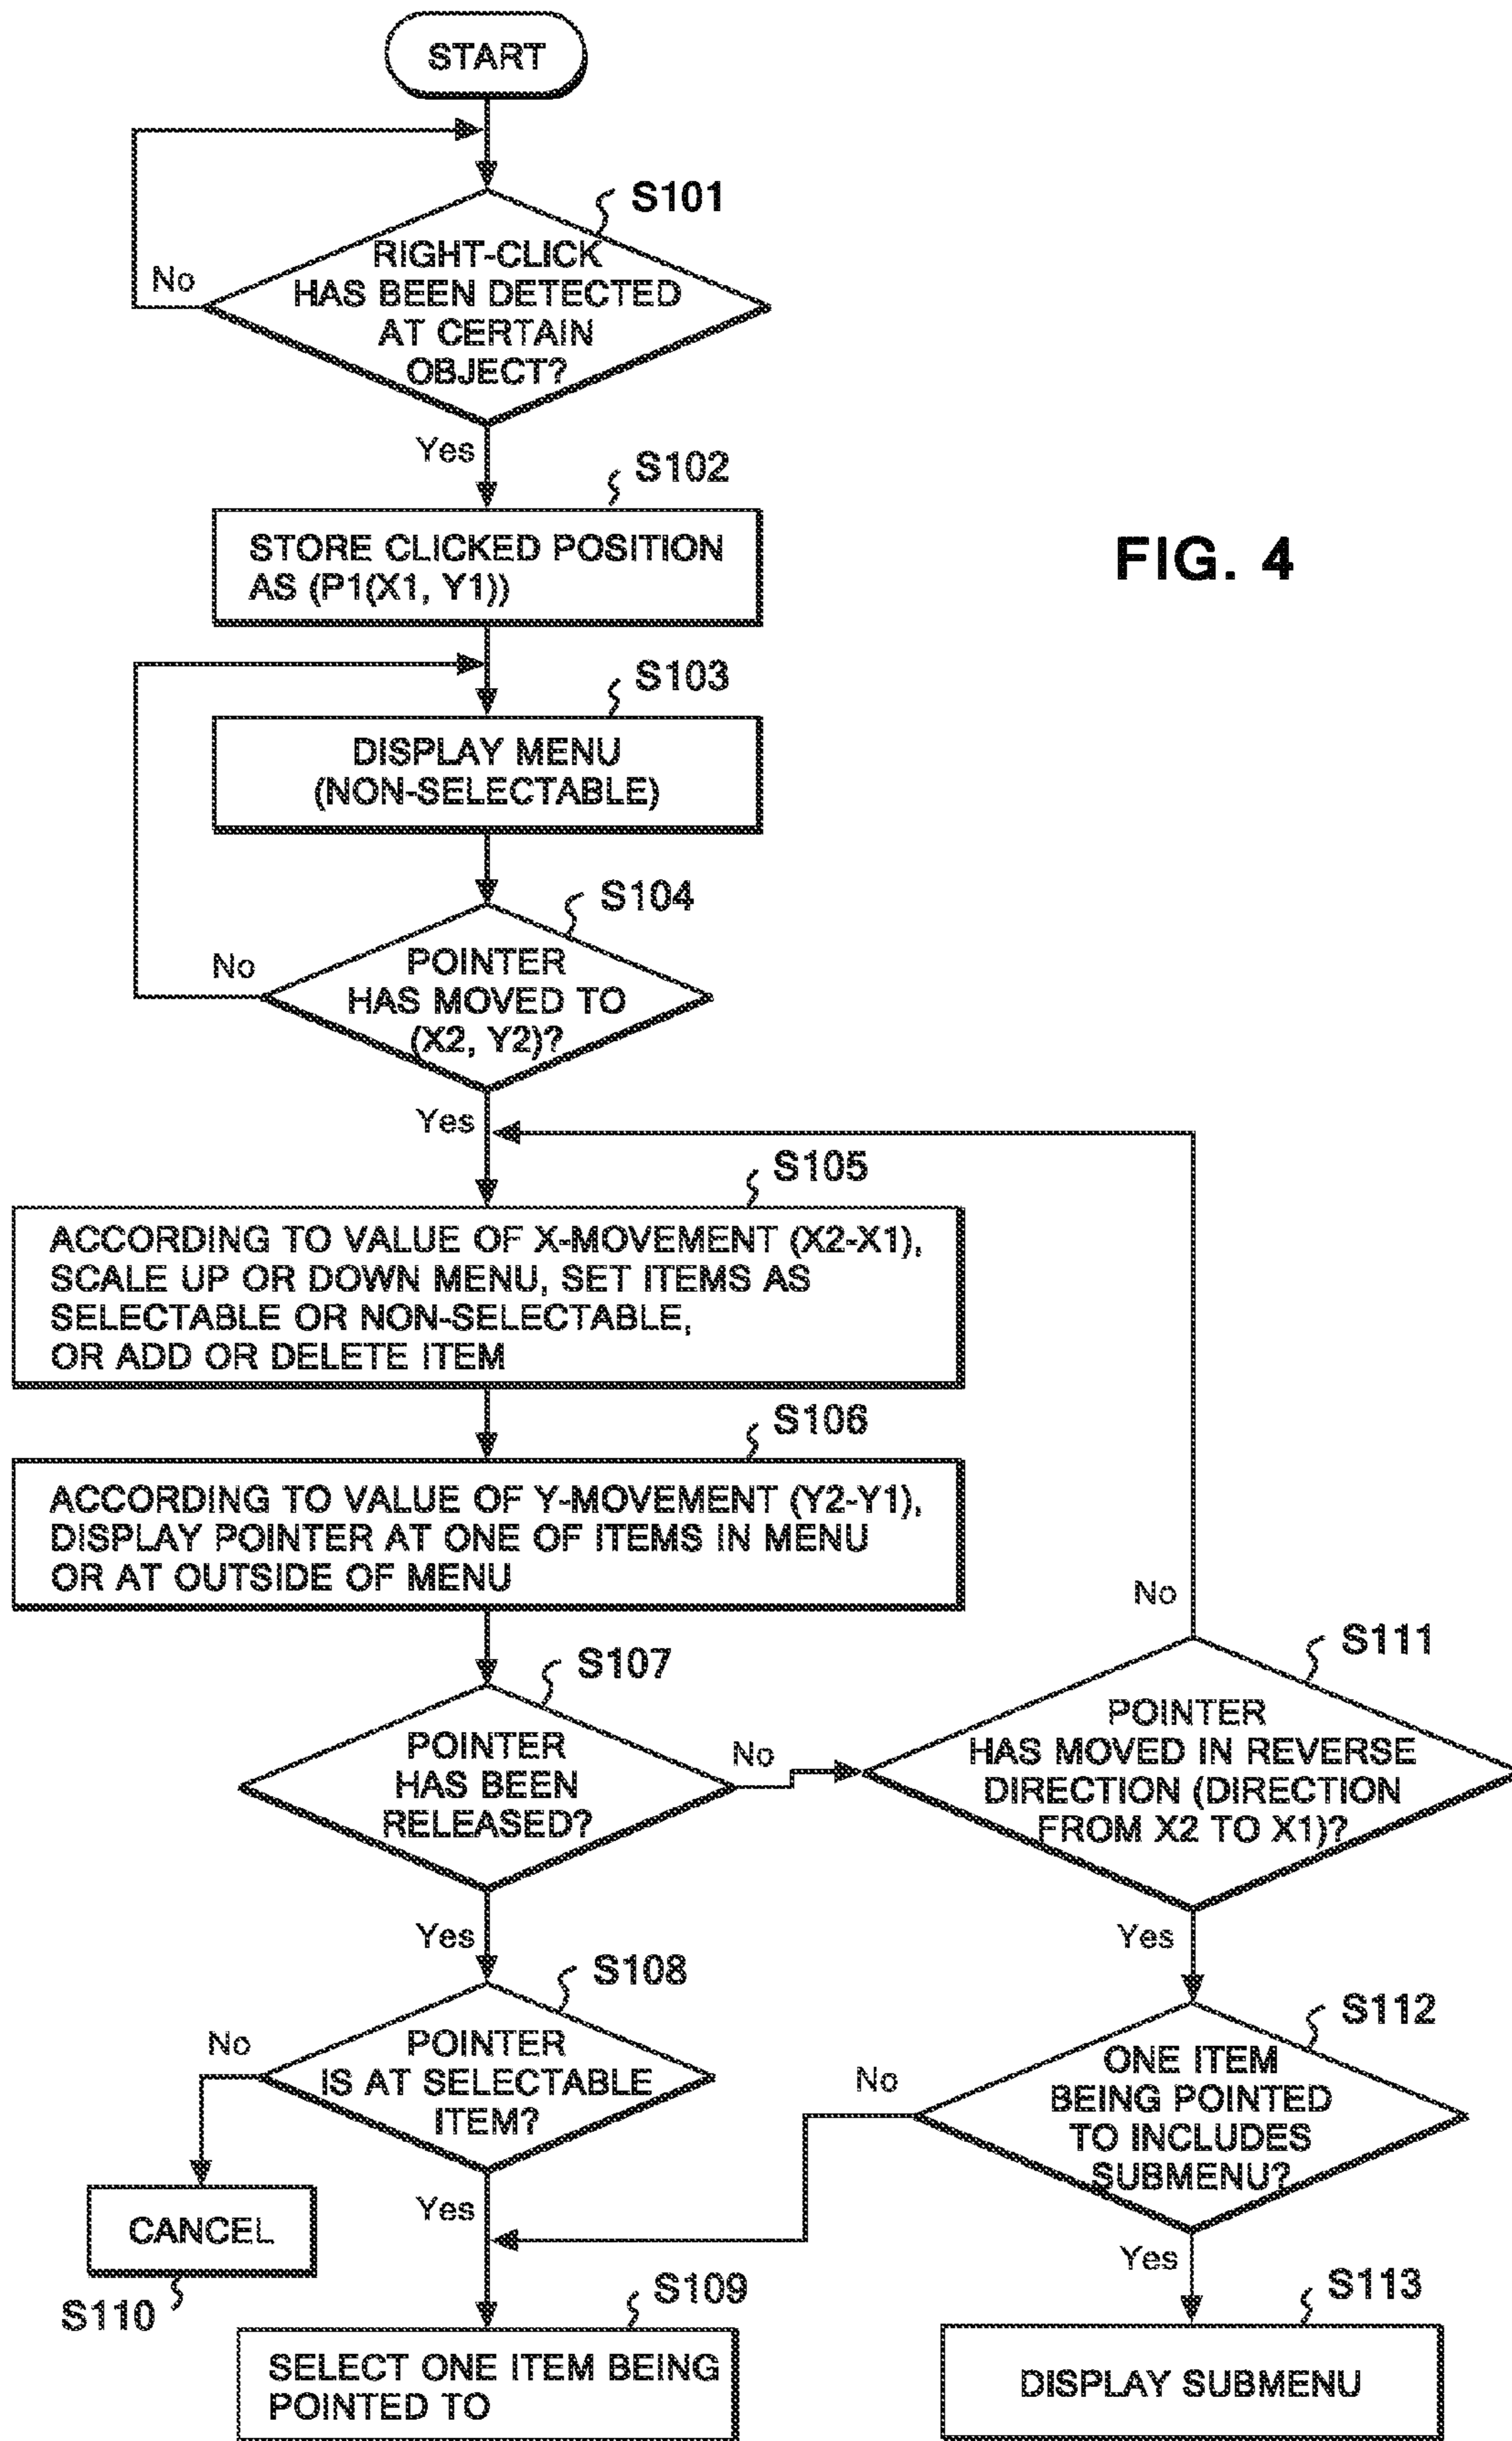 START
S101
RIGHT-CLICK
HAS BEEN DETECTED
AT CERTAIN
OBJECT?
No
Yes
S102
STORE CLICKED POSITION
AS (P1(X1, Y1))
FIG. 4
S103
DISPLAY MENU
(NON-SELECTABLE)
S104
POINTER
HAS MOVED TO
(X2, Y2)?
No
Yes
S105
ACCORDING TO VALUE OF X-MOVEMENT (X2-X1),
SCALE UP OR DOWN MENU, SET ITEMS AS
SELECTABLE OR NON-SELECTABLE,
OR ADD OR DELETE ITEM
S106
ACCORDING TO VALUE OF Y-MOVEMENT (Y2-Y1),
DISPLAY POINTER AT ONE OF ITEMS IN MENU
OR AT OUTSIDE OF MENU
S107
POINTER
HAS BEEN
RELEASED?
No
Yes
S111
POINTER
HAS MOVED IN REVERSE
DIRECTION (DIRECTION
FROM X2 TO X1)?
No
Yes
S108
POINTER
IS AT SELECTABLE
ITEM?
No
Yes
S112
ONE ITEM
BEING POINTED
TO INCLUDES
SUBMENU?
No
Yes
CANCEL
S110
S109
SELECT ONE ITEM BEING
POINTED TO
S113
DISPLAY SUBMENU